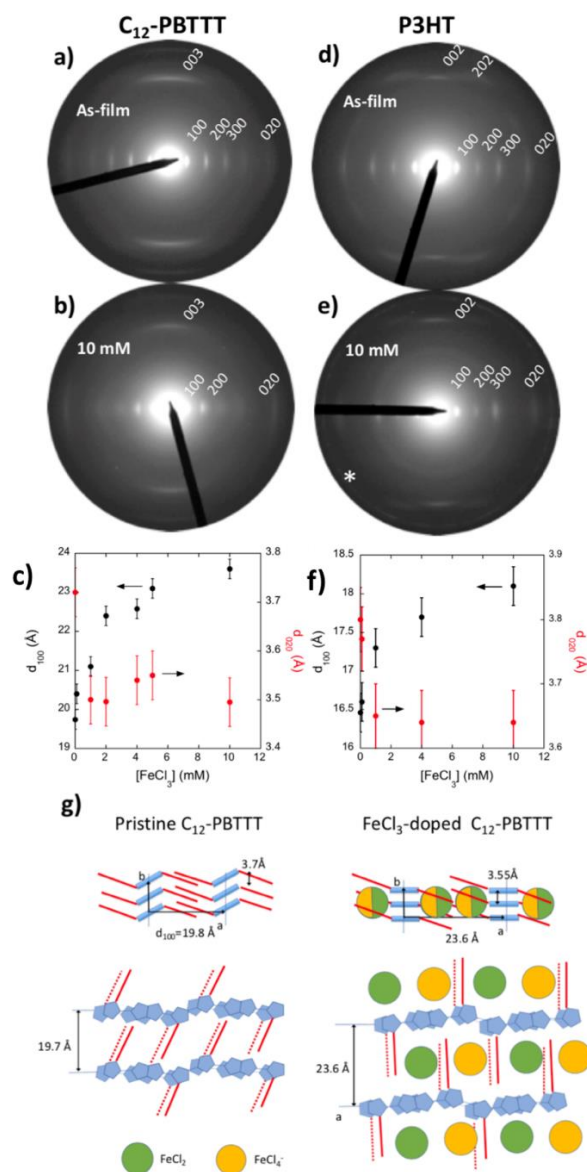 C12-PBTTT
P3HT
a)
As-film
003
100
200
300
020
d)
As-film
002
202
100
200
300
020
b)
10 mM
003
100
200
020
e)
10 mM
002
100
200
300
020
*
c)
24
23
22
21
20
19
d100 (Å)
3.8
3.7
3.6
3.5
3.4
d020 (Å)
0 2 4 6 8 10 12
[FeCl3] (mM)
f)
18.5
18
17.5
17
16.5
16
d100 (Å)
3.9
3.8
3.7
3.6
d020 (Å)
0 2 4 6 8 10 12
[FeCl3] (mM)
g)
Pristine C12-PBTTT
FeCl3-doped C12-PBTTT
3.7Å
b
a
d100=19.8 Å
3.55Å
b
a
23.6 Å
19.7 Å
23.6 Å
a
FeCl2
FeCl4-